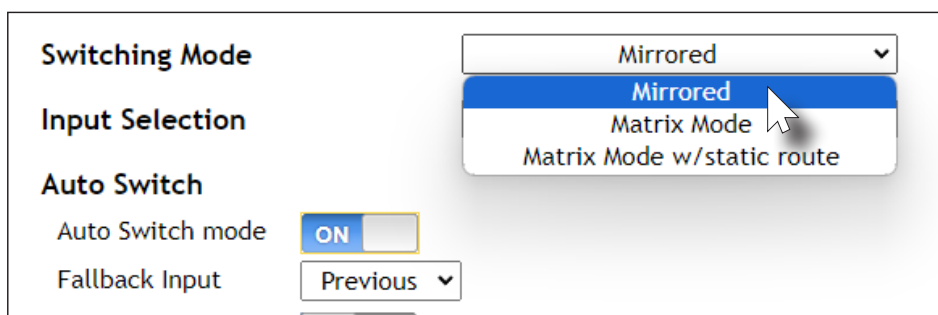 Switching Mode
Mirrored
Mirrored
Input Selection
Matrix Mode
Matrix Mode w/static route
Auto Switch
Auto Switch mode
ON
Fallback Input
Previous